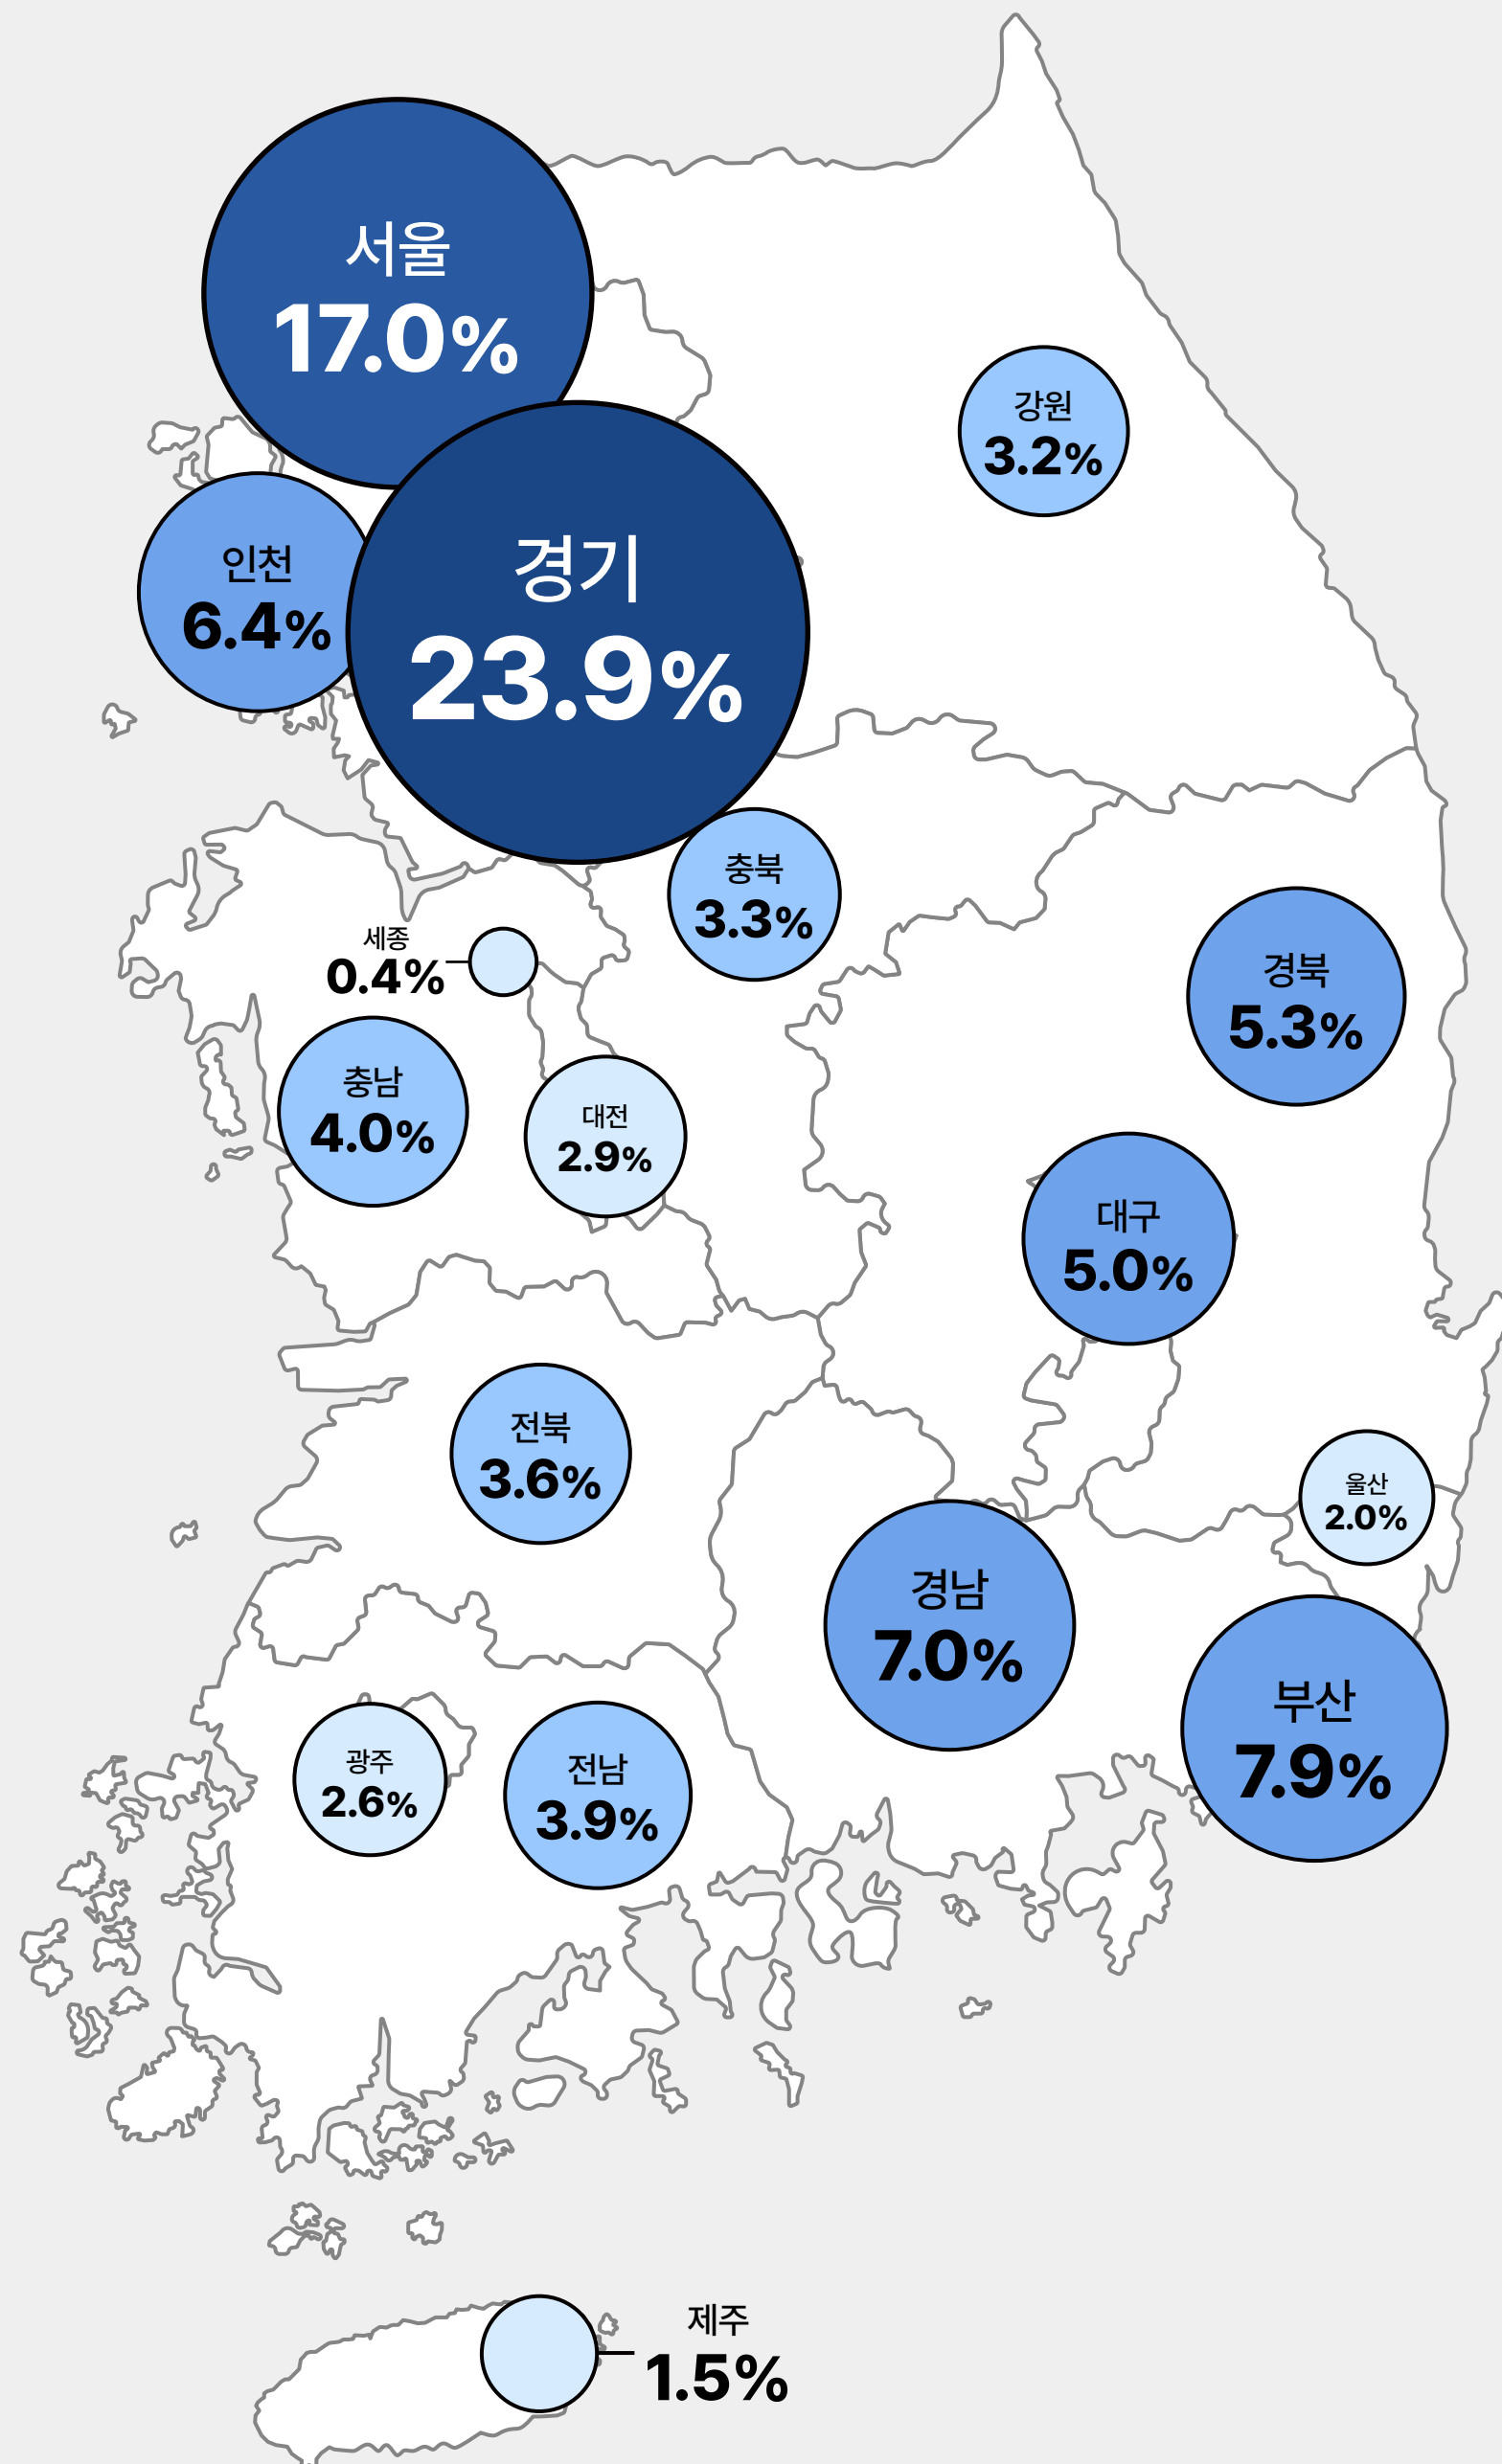 서울
17.0%
강원
3.2%
인천
6.4%
경기
23.9%
충북
3.3%
세종
0.4%
경북
5.3%
충남
4.0%
대전
2.9%
대구
5.0%
전북
3.6%
울산
2.0%
경남
7.0%
부산
7.9%
광주
2.6%
전남
3.9%
제주
1.5%